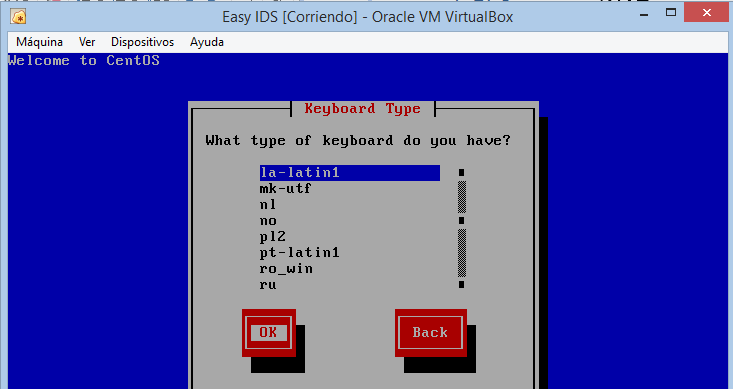 Easy IDS [Corriendo] - Oracle VM VirtualBox
Máquina Ver Dispositivos Ayuda
Welcome to CentOS
Keyboard Type
What type of keyboard do you have?
la-latin1
mk-utf
nl
no
pl2
pt-latin1
ro_win
ru
OK Back